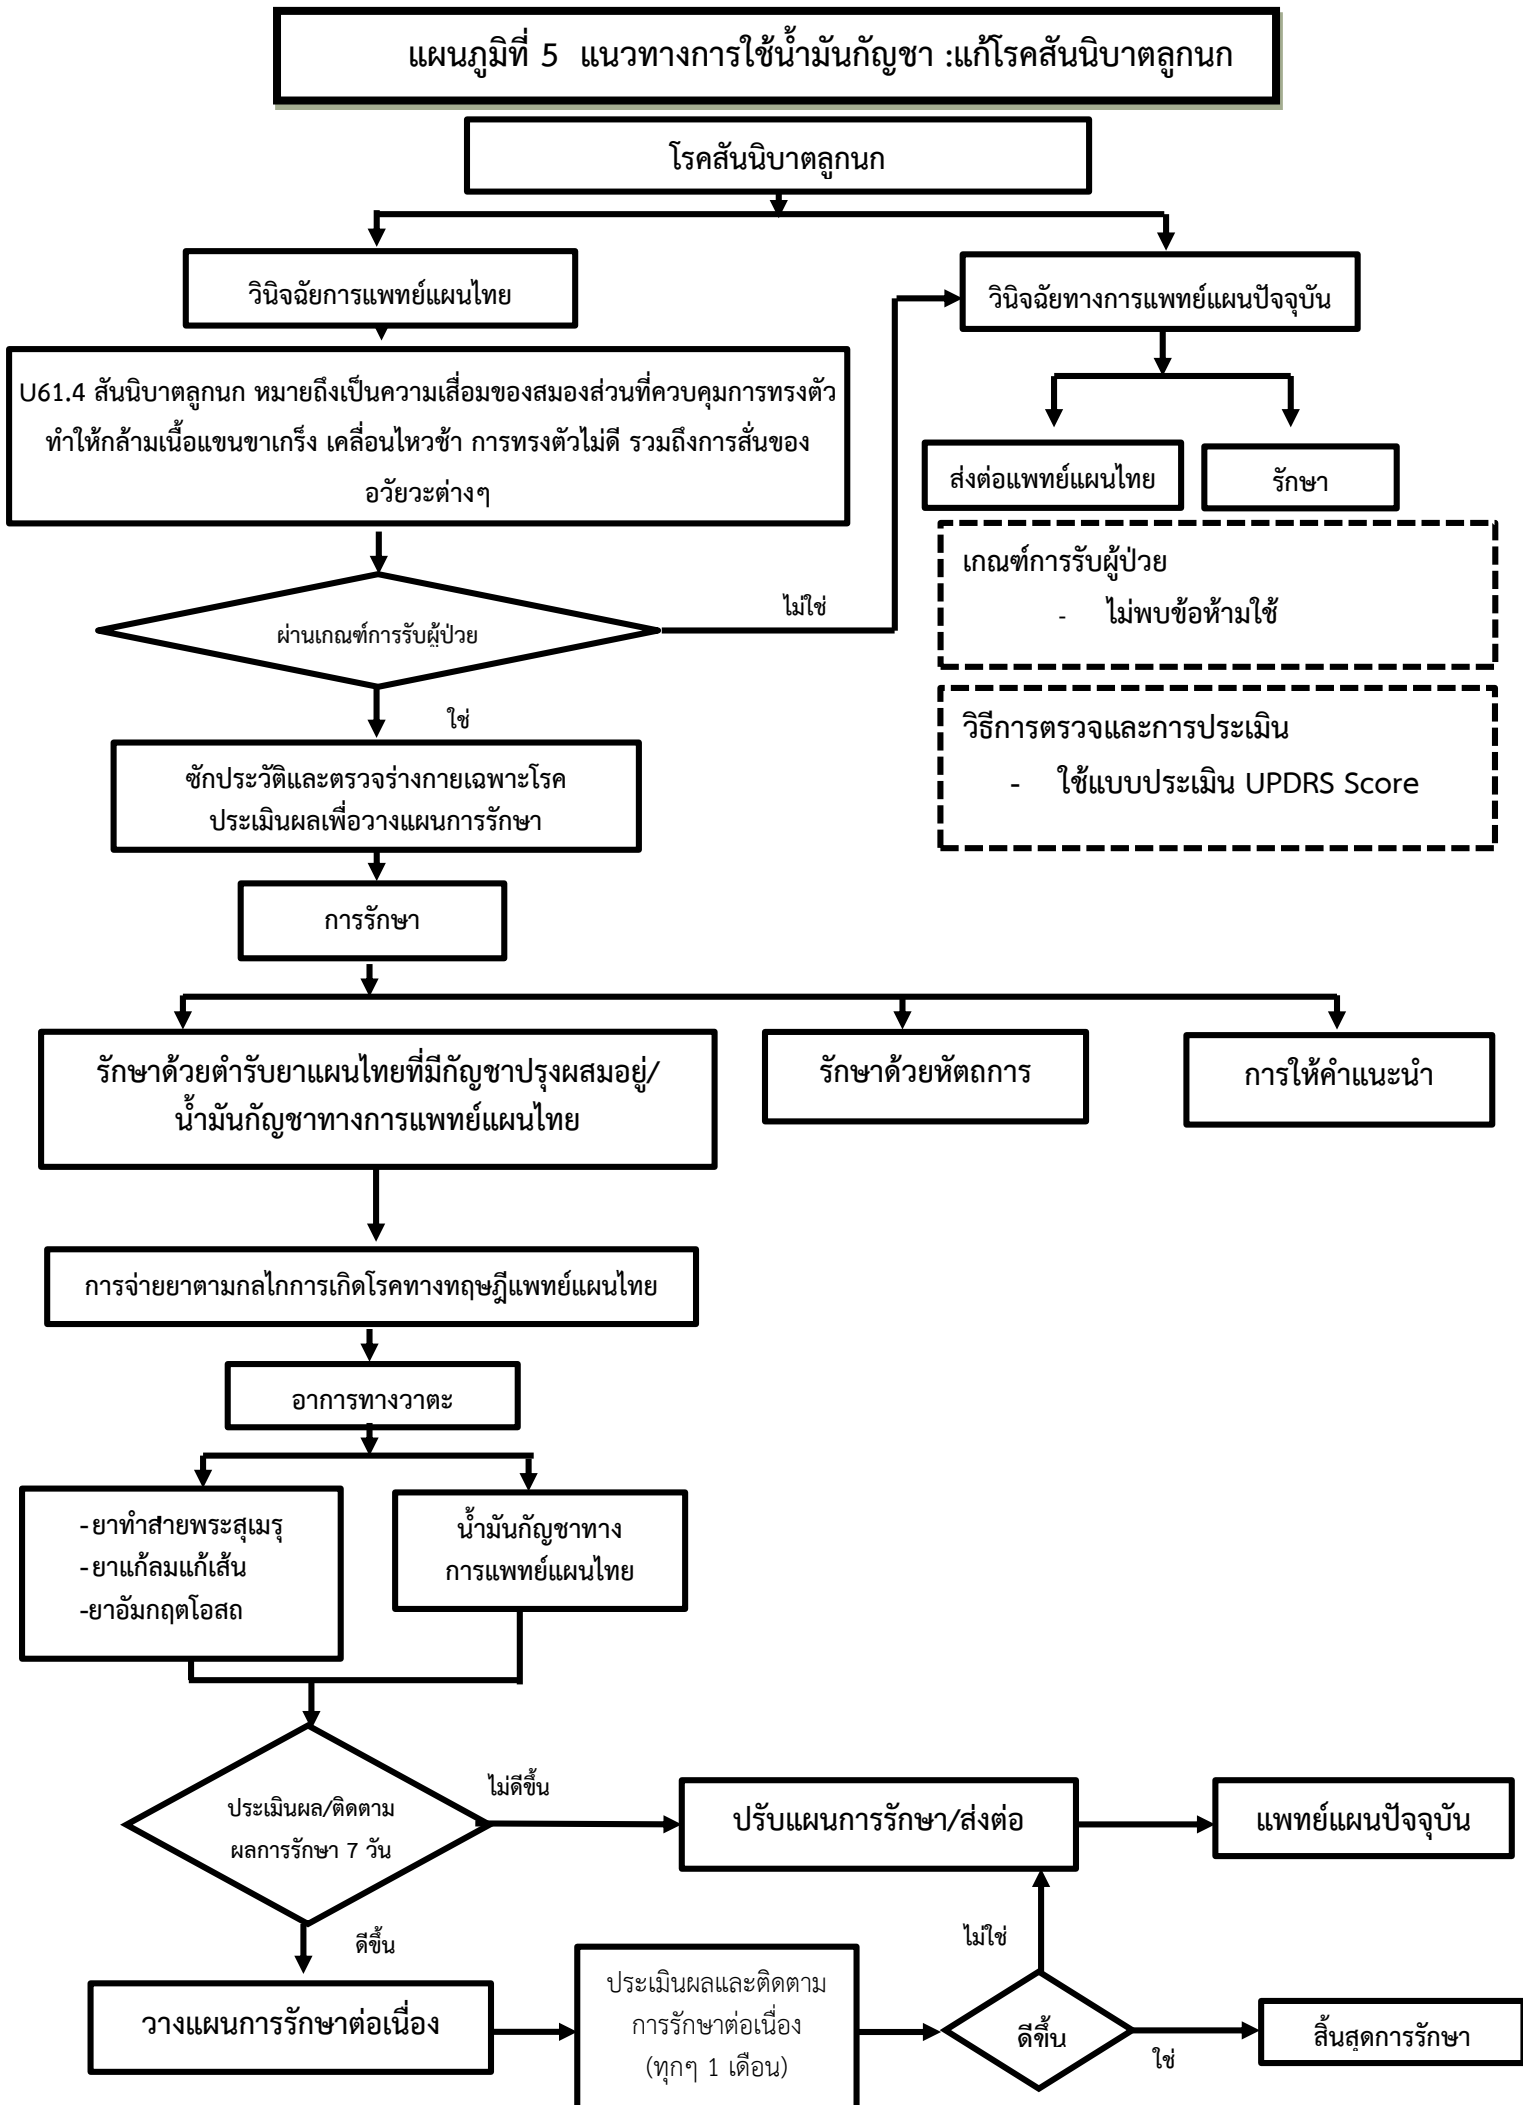 แผนภูมิที่ 5 แนวทางการใช้น้ำมันกัญชา :แก้โรคสันนิบาตลูกนก
โรคสันนิบาตลูกนก
วินิจฉัยการแพทย์แผนไทย
วินิจฉัยทางการแพทย์แผนปัจจุบัน
U61.4 สันนิบาตลูกนก หมายถึงเป็นความเสื่อมของสมองส่วนที่ควบคุมการทรงตัว
ทำให้กล้ามเนื้อแขนขาเกร็ง เคลื่อนไหวช้า การทรงตัวไม่ดี รวมถึงการสั่นของ
อวัยวะต่างๆ
ส่งต่อแพทย์แผนไทย
รักษา
เกณฑ์การรับผู้ป่วย
- ไม่พบข้อห้ามใช้
ไม่ใช่
ผ่านเกณฑ์การรับผู้ป่วย
ใช่
วิธีการตรวจและการประเมิน
- ใช้แบบประเมิน UPDRS Score
ซักประวัติและตรวจร่างกายเฉพาะโรค
ประเมินผลเพื่อวางแผนการรักษา
การรักษา
รักษาด้วยตำรับยาแผนไทยที่มีกัญชาปรุงผสมอยู่/
น้ำมันกัญชาทางการแพทย์แผนไทย
รักษาด้วยหัตถการ
การให้คำแนะนำ
การจ่ายยาตามกลไกการเกิดโรคทางทฤษฎีแพทย์แผนไทย
อาการทางวาตะ
-ยาทำลายพระสุเมรุ
-ยาแก้ลมแก้เส้น
-ยาอัมฤตโอสถ
น้ำมันกัญชาทาง
การแพทย์แผนไทย
ประเมินผล/ติดตาม
ผลการรักษา 7 วัน
ไม่ดีขึ้น
ปรับแผนการรักษา/ส่งต่อ
แพทย์แผนปัจจุบัน
ดีขึ้น
วางแผนการรักษาต่อเนื่อง
ประเมินผลและติดตาม
การรักษาต่อเนื่อง
(ทุกๆ 1 เดือน)
ไม่ใช่
ดีขึ้น
ใช่
สิ้นสุดการรักษา